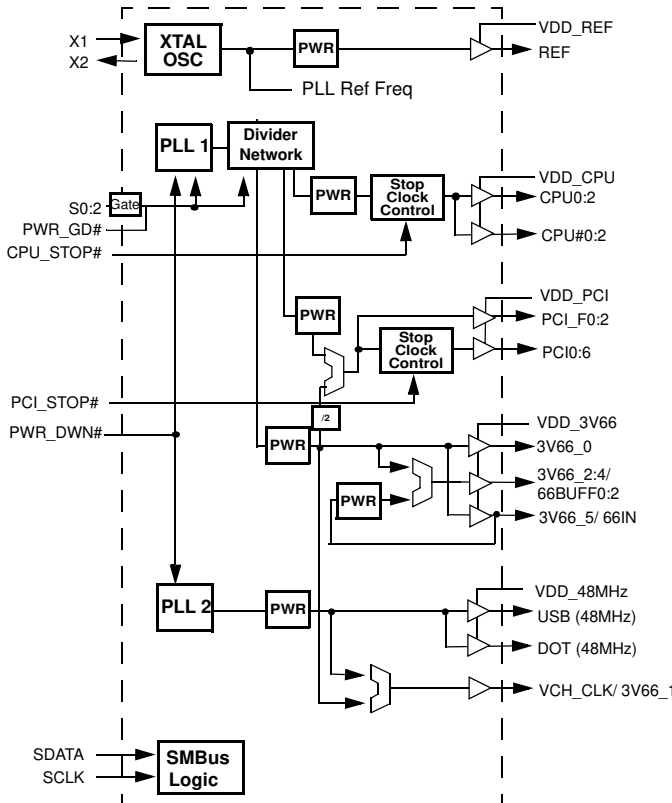 X1
X2
XTAL
OSC
PWR
VDD_REF
REF
PLL Ref Freq
PLL 1
Divider
Network
S0:2
Gate
PWR_GD#
CPU_STOP#
PWR
Stop
Clock
Control
VDD_CPU
CPU0:2
CPU#0:2
PWR
Stop
Clock
Control
VDD_PCI
PCI_F0:2
PCI0:6
PCI_STOP#
/2
PWR_DWN#
PWR
VDD_3V66
3V66_0
PWR
3V66_2:4/
66BUFF0:2
3V66_5/ 66IN
PLL 2
PWR
VDD_48MHz
USB (48MHz)
DOT (48MHz)
VCH_CLK/ 3V66_1
SDATA
SCLK
SMBus
Logic